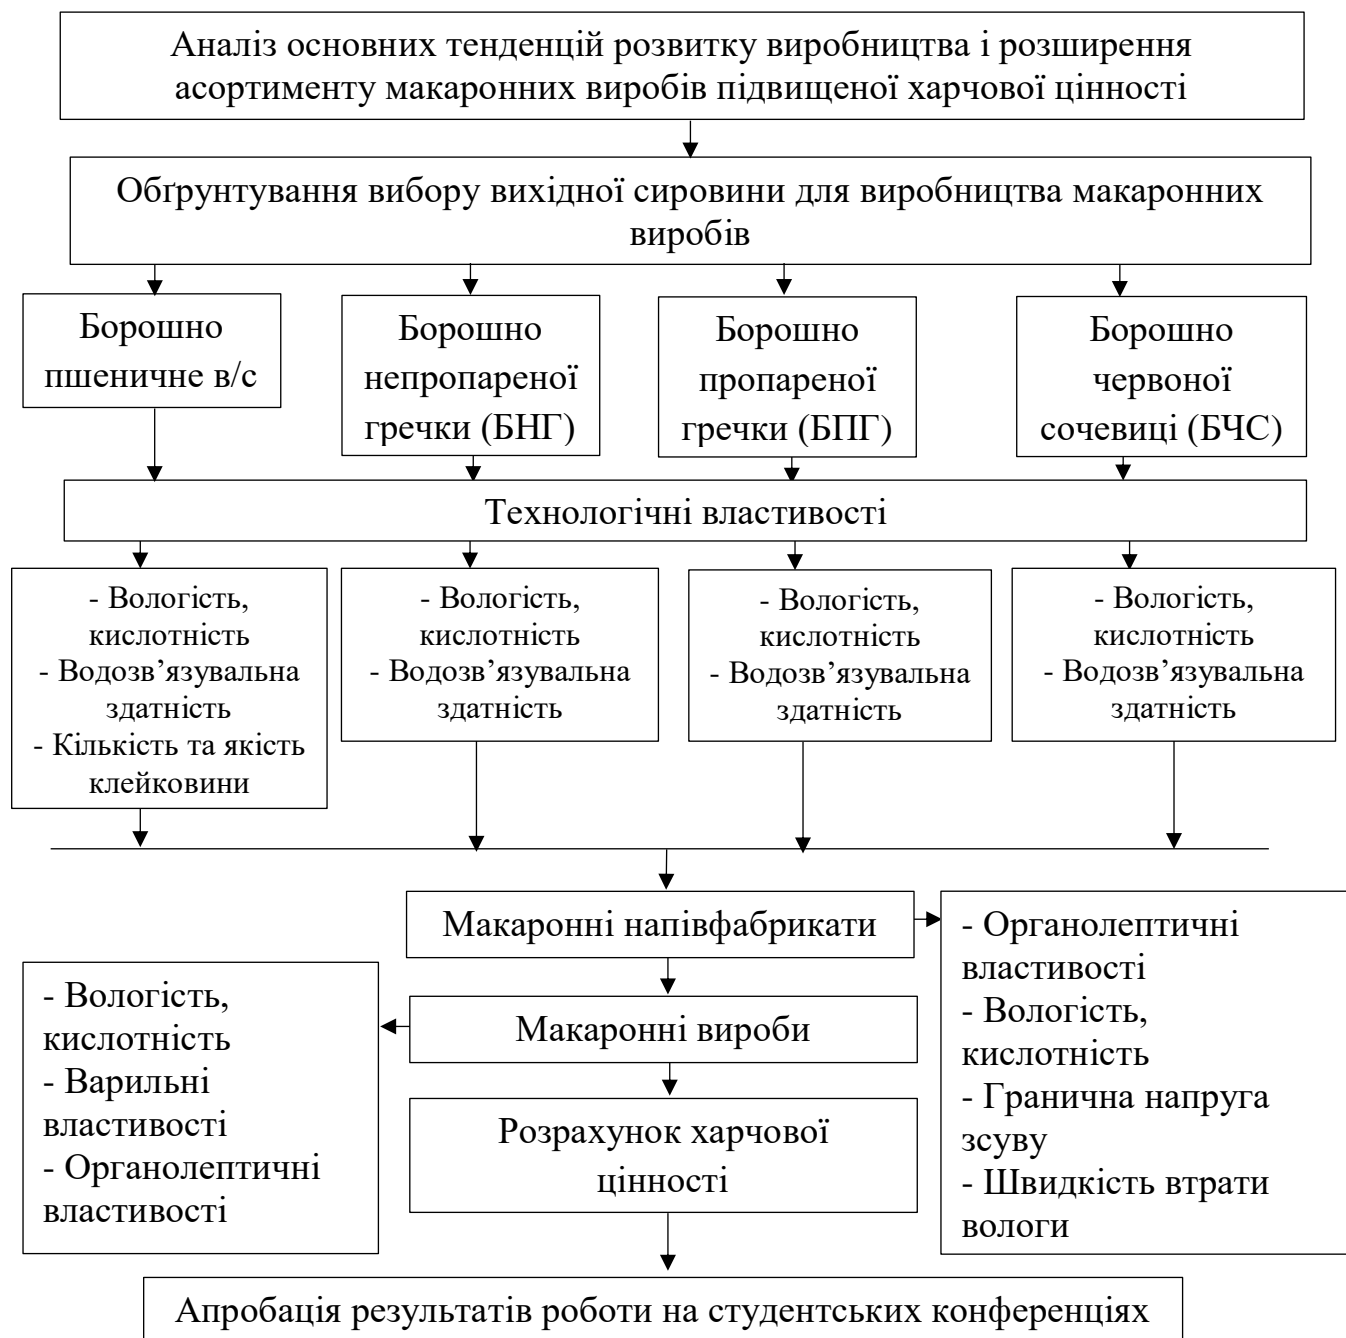 Аналіз основних тенденцій розвитку виробництва і розширення
асортименту макаронних виробів підвищеної харчової цінності
Обґрунтування вибору вихідної сировини для виробництва макаронних
виробів
Борошно
пшеничне в/с
Борошно
непропареної
гречки (БНГ)
Борошно
пропареної
гречки (БПГ)
Борошно
червоної
сочевиці (БЧС)
Технологічні властивості
- Вологість,
кислотність
- Водозв’язувальна
здатність
- Кількість та якість
клейковини
- Вологість,
кислотність
- Водозв’язувальна
здатність
- Вологість,
кислотність
- Водозв’язувальна
здатність
- Вологість,
кислотність
- Водозв’язувальна
здатність
Макаронні напівфабрикати
- Органолептичні
властивості
- Вологість,
кислотність
- Гранична напруга
зсуву
- Швидкість втрати
вологи
Макаронні вироби
- Вологість,
кислотність
- Варильні
властивості
- Органолептичні
властивості
Розрахунок харчової
цінності
Апробація результатів роботи на студентських конференціях